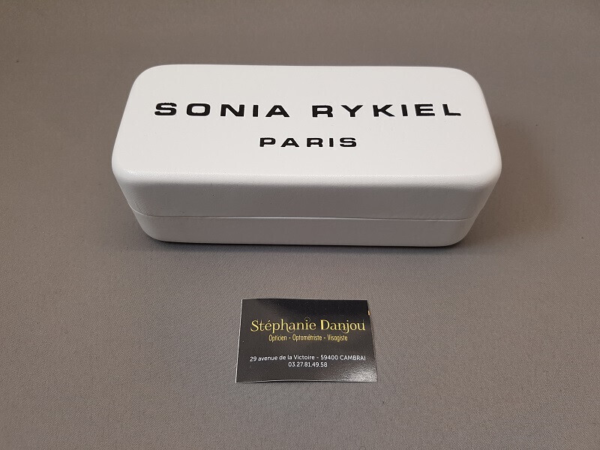 SONIA RYKIEL
PARIS
Stéphanie Danjou
Opticien - Optométriste - Visagiste
29 avenue de la Victoire - 59400 CAMBRAI
03.27.81.49.58